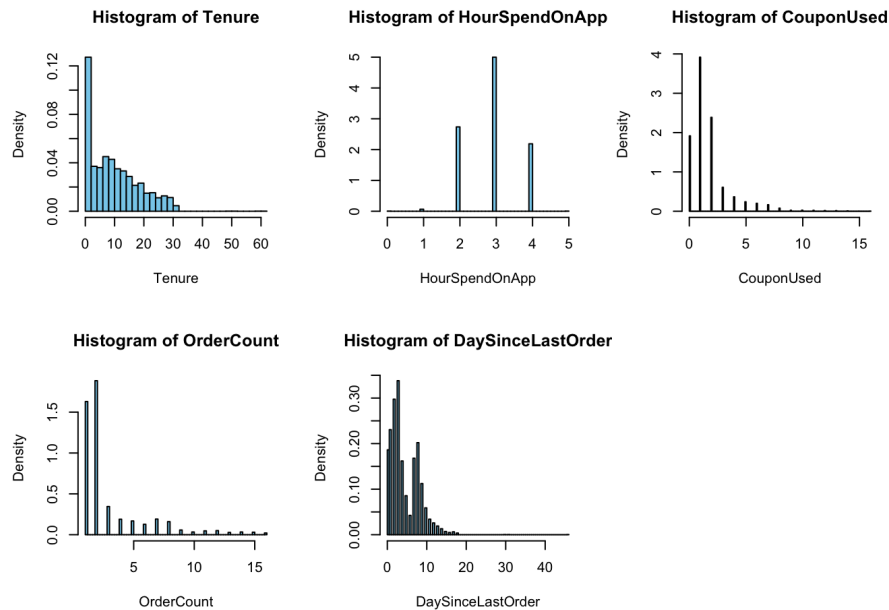 Histogram of Tenure
Density
0.00 0.04 0.08 0.12
0 10 20 30 40 50 60
Tenure
Histogram of HourSpendOnApp
Density
0 1 2 3 4 5
0 1 2 3 4 5
HourSpendOnApp
Histogram of CouponUsed
Density
0 1 2 3 4
0 5 10 15
CouponUsed
Histogram of OrderCount
Density
0.0 0.5 1.0 1.5
5 10 15
OrderCount
Histogram of DaySinceLastOrder
Density
0.00 0.10 0.20 0.30
0 10 20 30 40
DaySinceLastOrder